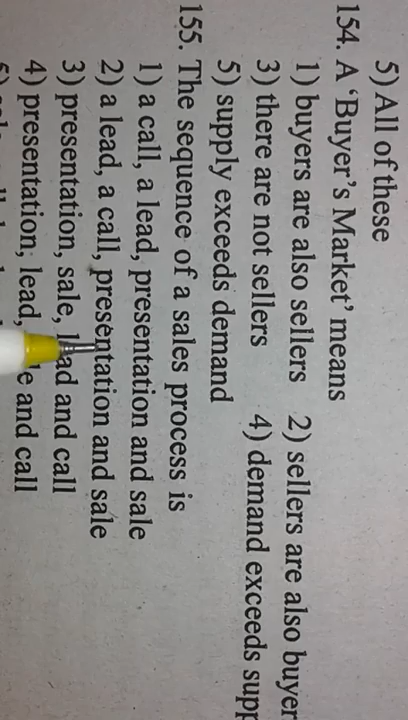 5) All of these
154. A 'Buyer's Market' means
1) buyers are also sellers 2) sellers are also buyer
3) there are not sellers 4) demand exceeds supp
5) supply exceeds demand
155. The sequence of a sales process is
1) a call, a lead, presentation and sale
2) a lead, a call, presentation and sale
3) presentation, sale, lead and call
4) presentation, lead, and call
5)